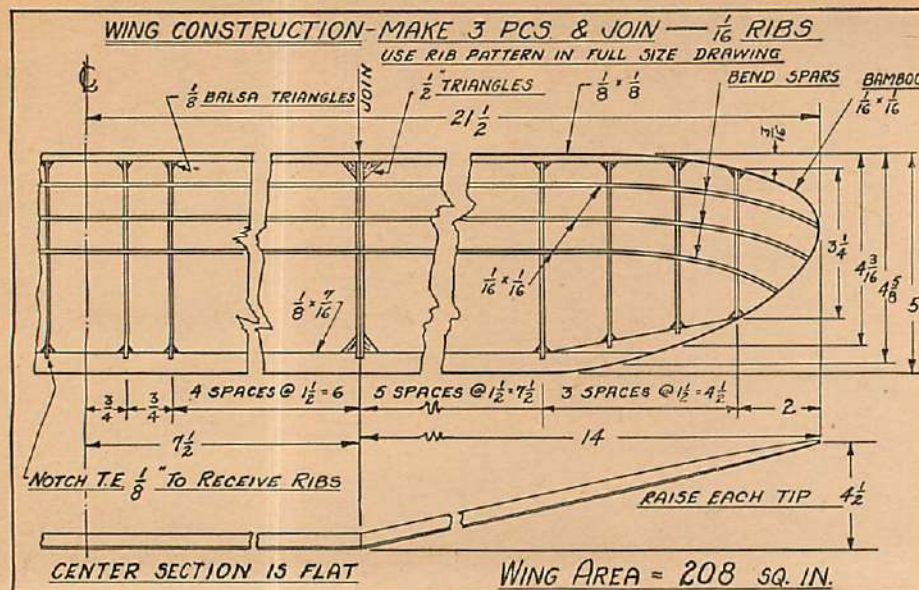 WING CONSTRUCTION-MAKE 3 PCS. & JOIN — 1/16 RIBS
USE RIB PATTERN IN FULL SIZE DRAWING
℄
1/8 BALSA TRIANGLES
JOIN
1/2" TRIANGLES
1/8 × 1/8
BEND SPARS
BAMBOO
1/16 × 1/16
21 1/2
3/16
1/16 × 1/16
1/8 × 7/16
3 1/4
4 3/16
4 5/8
5
3/4
3/4
4 SPACES @ 1 1/2 = 6
5 SPACES @ 1 1/2 = 7 1/2
3 SPACES @ 1 1/2 = 4 1/2
2
7 1/2
14
NOTCH T.E. 1/8" TO RECEIVE RIBS
RAISE EACH TIP
4 1/2
CENTER SECTION IS FLAT
WING AREA = 208 SQ. IN.